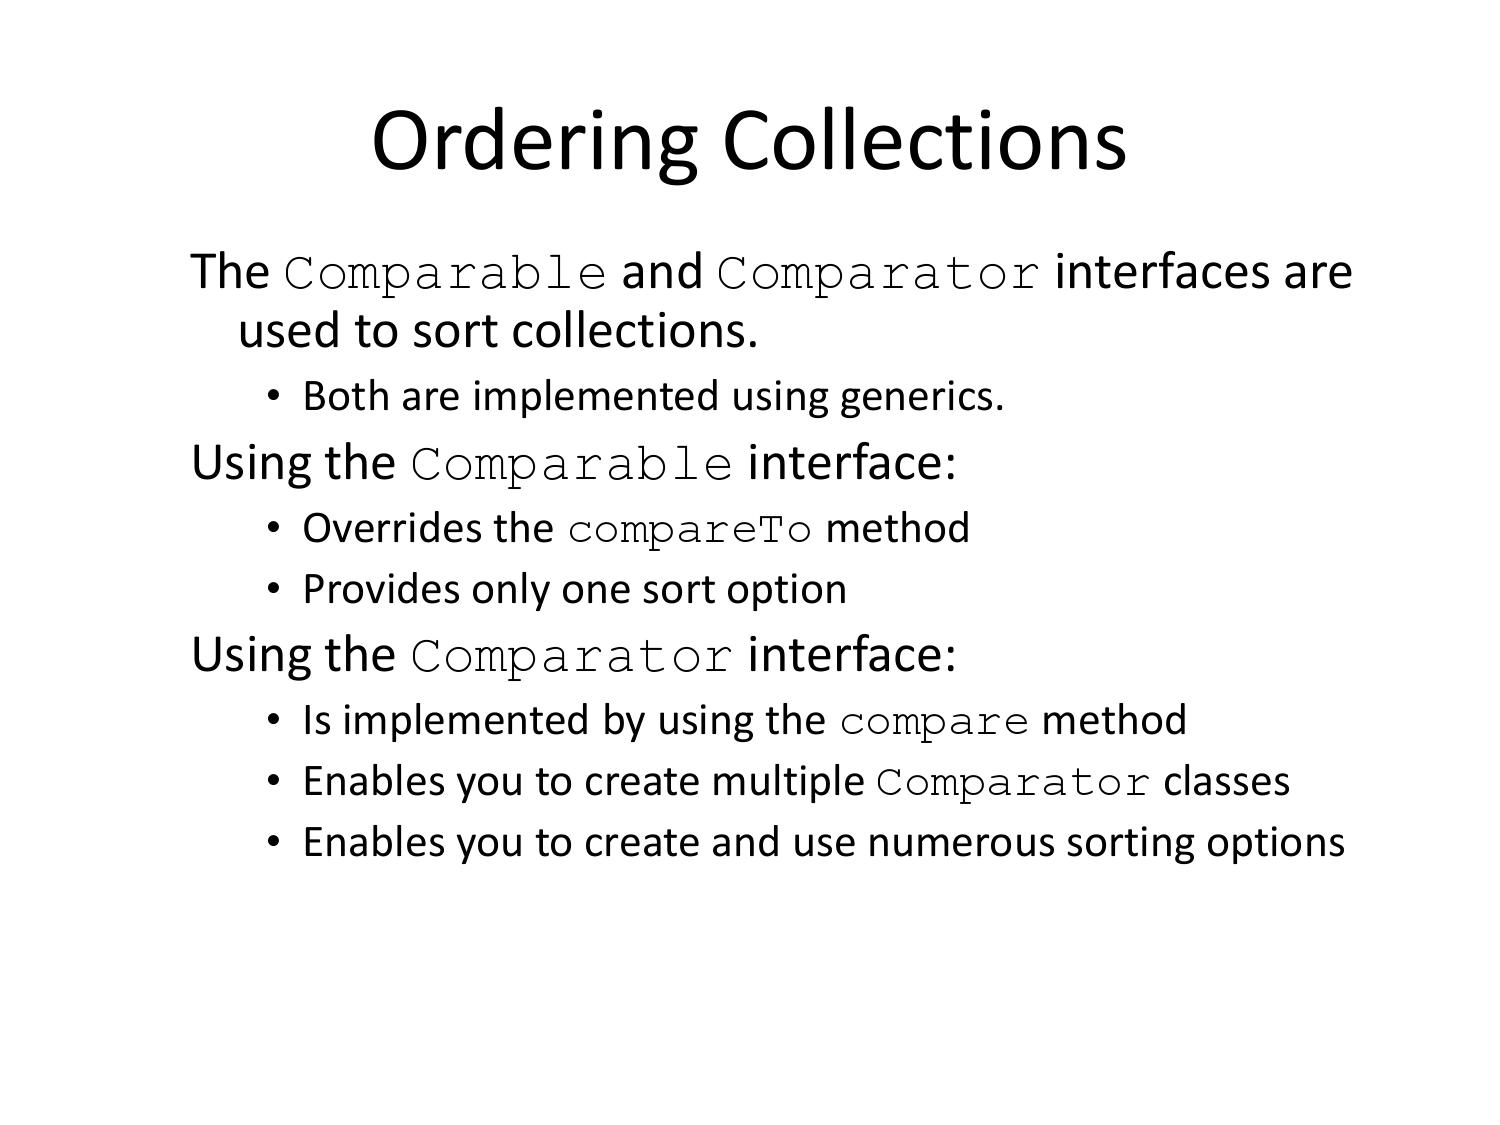 Ordering Collections
The Comparable and Comparator interfaces are
used to sort collections.
• Both are implemented using generics.
Using the Comparable interface:
• Overrides the compareTo method
• Provides only one sort option
Using the Comparator interface:
• Is implemented by using the compare method
• Enables you to create multiple Comparator classes
• Enables you to create and use numerous sorting options